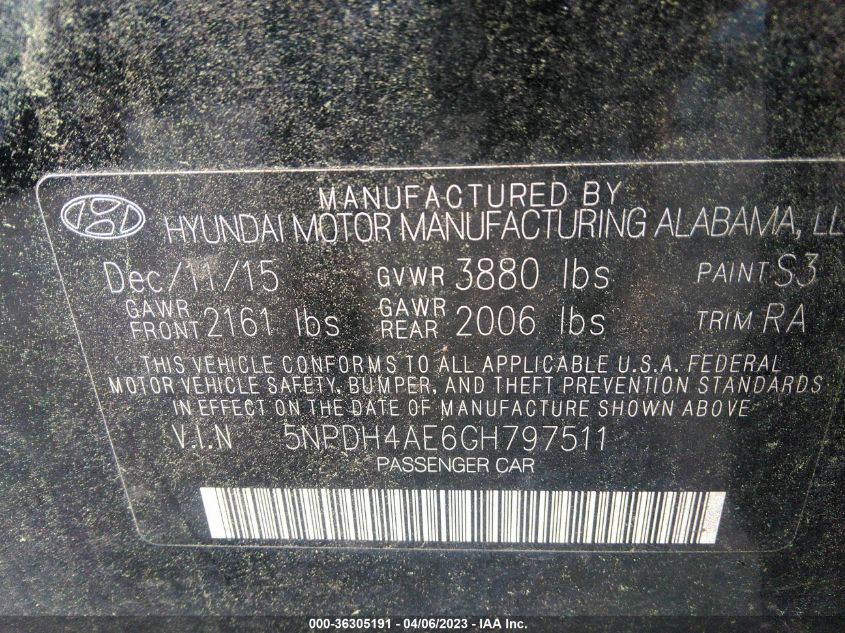 MANUFACTURED BY
HYUNDAI MOTOR MANUFACTURING ALABAMA, LL
Dec/11/15 GVWR 3880 lbs PAINT S3
GAWR FRONT 2161 lbs GAWR REAR 2006 lbs TRIM RA
THIS VEHICLE CONFORMS TO ALL APPLICABLE U.S.A. FEDERAL
MOTOR VEHICLE SAFETY, BUMPER, AND THEFT PREVENTION STANDARDS
IN EFFECT ON THE DATE OF MANUFACTURE SHOWN ABOVE
V.I.N 5NPDH4AE6GH797511
PASSENGER CAR
000-36305191 - 04/06/2023 - IAA Inc.